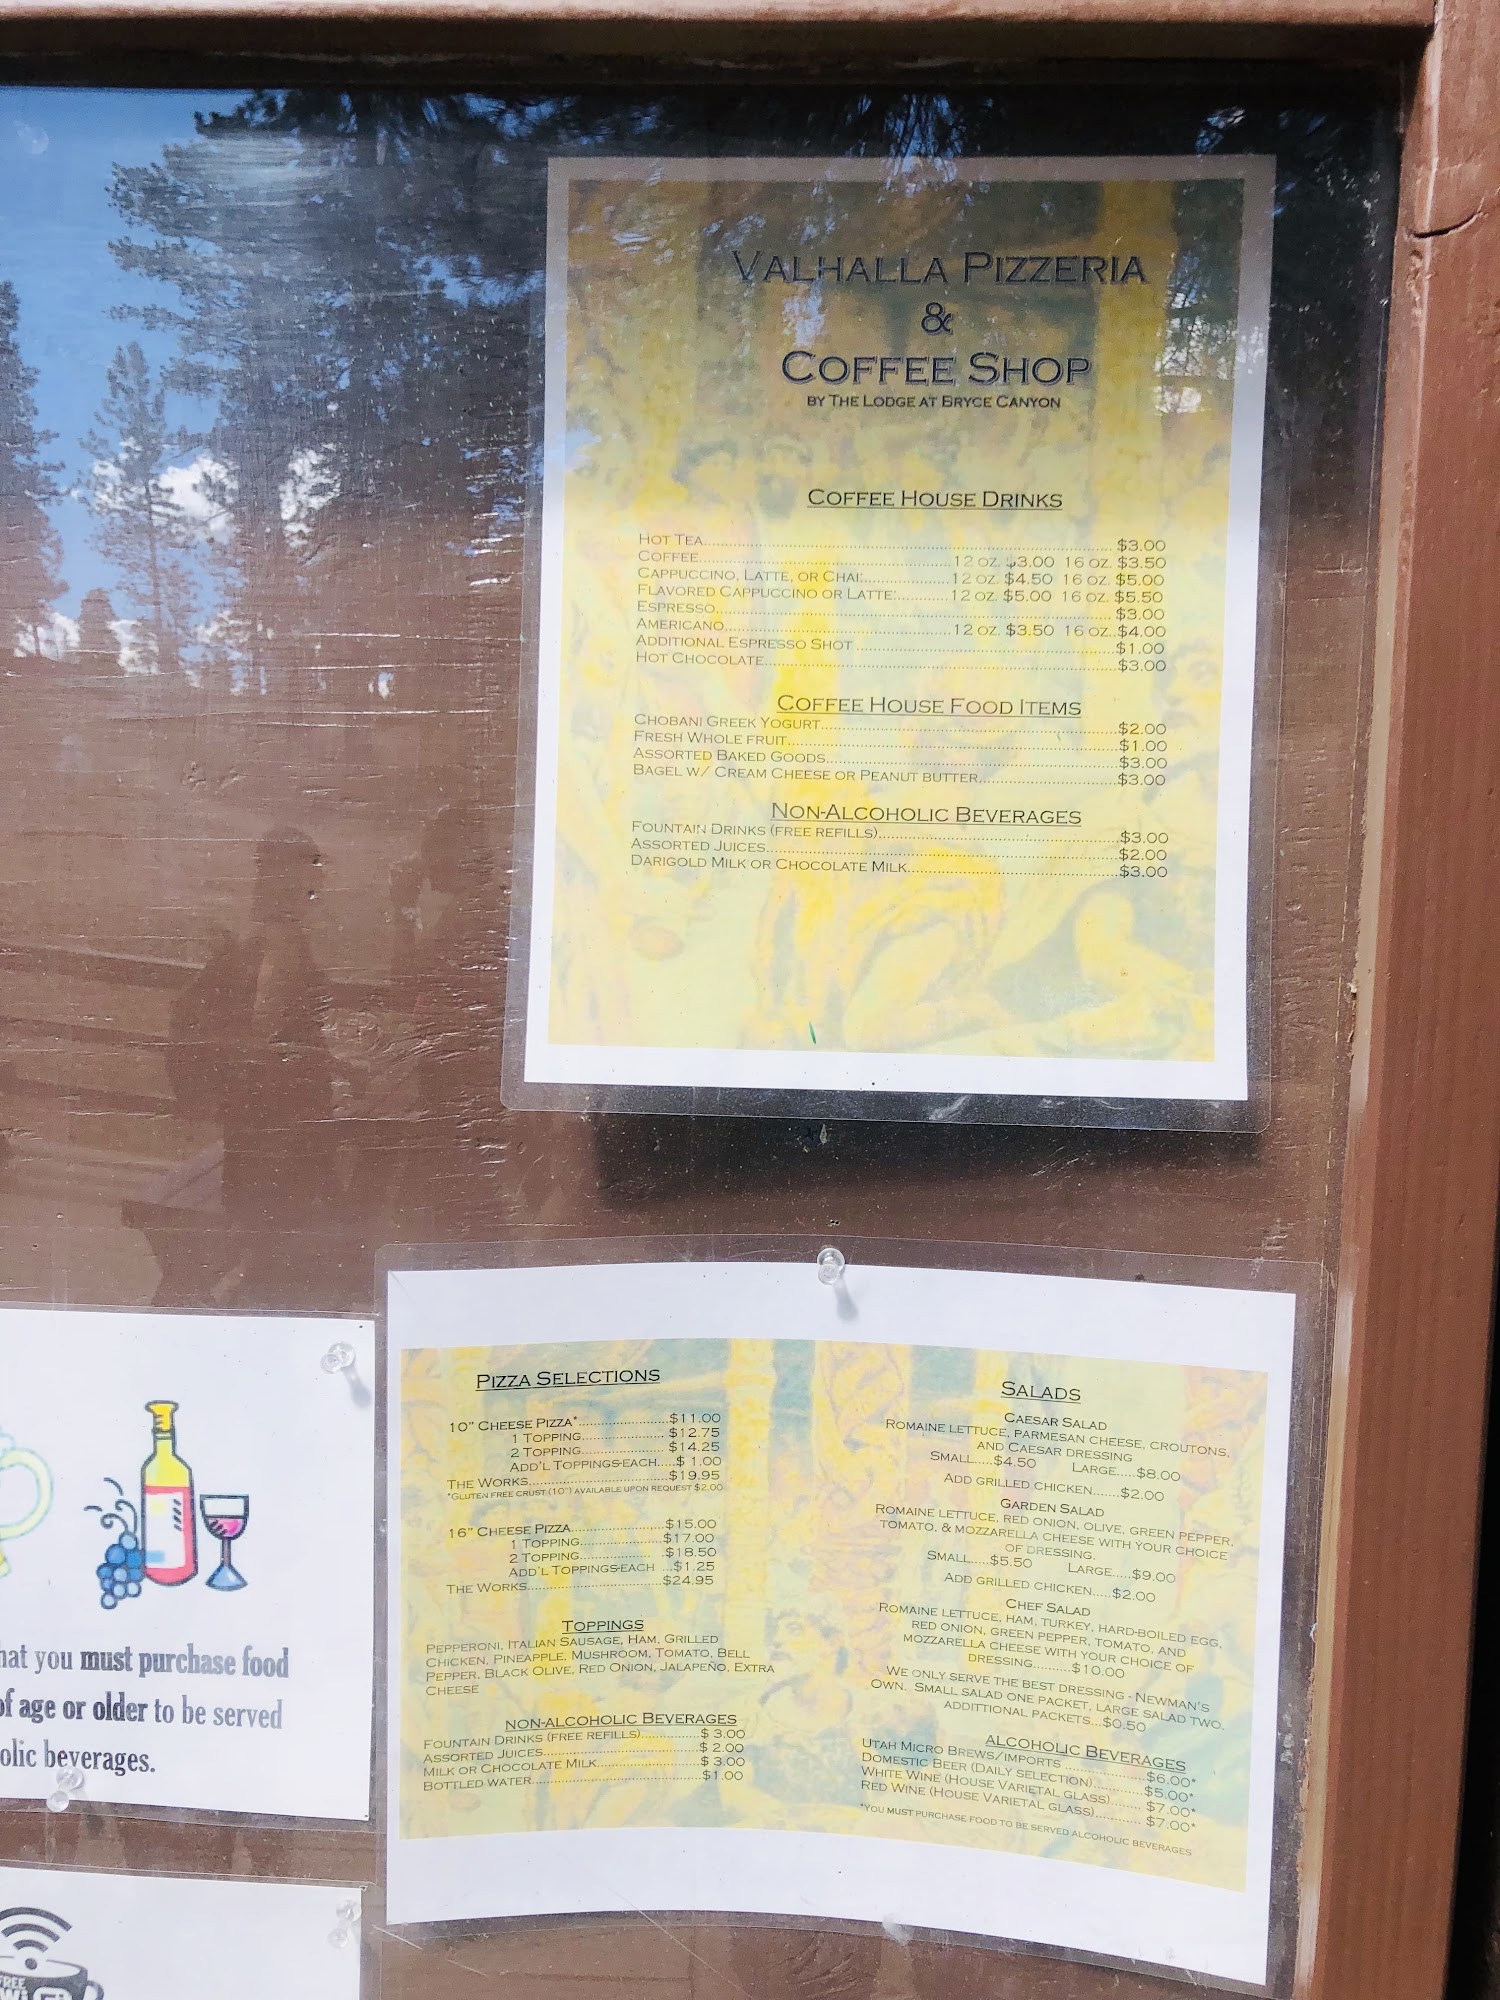 VALHALLA PIZZERIA
&
COFFEE SHOP
BY THE LODGE AT BRYCE CANYON
COFFEE HOUSE DRINKS
HOT TEA.......... $3.00
COFFEE.......... 12 OZ. $3.00 16 OZ. $3.50
CAPPUCCINO, LATTE, OR CHAI:.......... 12 OZ. $4.50 16 OZ. $5.00
FLAVORED CAPPUCCINO OR LATTE:.......... 12 OZ. $5.00 16 OZ. $5.50
ESPRESSO.......... $3.00
AMERICANO.......... 12 OZ. $3.50 16 OZ..$4.00
ADDITIONAL ESPRESSO SHOT ..........$1.00
HOT CHOCOLATE..........$3.00
COFFEE HOUSE FOOD ITEMS
CHOBANI GREEK YOGURT..........$2.00
FRESH WHOLE FRUIT..........$1.00
ASSORTED BAKED GOODS..........$3.00
BAGEL W/ CREAM CHEESE OR PEANUT BUTTER..........$3.00
NON-ALCOHOLIC BEVERAGES
FOUNTAIN DRINKS (FREE REFILLS)..........$3.00
ASSORTED JUICES..........$2.00
DARIGOLD MILK OR CHOCOLATE MILK..........$3.00
PIZZA SELECTIONS
10" CHEESE PIZZA*..........$11.00
1 TOPPING.......... $12.75
2 TOPPING.......... $14.25
ADD'L TOPPINGS-EACH.....$ 1.00
THE WORKS..........$19.95
*GLUTEN FREE CRUST (10") AVAILABLE UPON REQUEST $2.00
16" CHEESE PIZZA..........$15.00
1 TOPPING..........$17.00
2 TOPPING.......... $18.50
ADD'L TOPPINGS-EACH ...$1.25
THE WORKS..........$24.95
TOPPINGS
PEPPERONI, ITALIAN SAUSAGE, HAM, GRILLED
CHICKEN, PINEAPPLE, MUSHROOM, TOMATO, BELL
PEPPER, BLACK OLIVE, RED ONION, JALAPEÑO, EXTRA
CHEESE
NON-ALCOHOLIC BEVERAGES
FOUNTAIN DRINKS (FREE REFILLS)..........$ 3.00
ASSORTED JUICES..........$ 2.00
MILK OR CHOCOLATE MILK..........$ 3.00
BOTTLED WATER..........$1.00
SALADS
CAESAR SALAD
ROMAINE LETTUCE, PARMESAN CHEESE, CROUTONS,
AND CAESAR DRESSING
SMALL.....$4.50 LARGE.....$8.00
ADD GRILLED CHICKEN.......$2.00
GARDEN SALAD
ROMAINE LETTUCE, RED ONION, OLIVE, GREEN PEPPER,
TOMATO, & MOZZARELLA CHEESE WITH YOUR CHOICE
OF DRESSING.
SMALL.....$5.50 LARGE.....$9.00
ADD GRILLED CHICKEN.....$2.00
CHEF SALAD
ROMAINE LETTUCE, HAM, TURKEY, HARD-BOILED EGG,
RED ONION, GREEN PEPPER, TOMATO, AND
MOZZARELLA CHEESE WITH YOUR CHOICE OF
DRESSING..........$10.00
WE ONLY SERVE THE BEST DRESSING - NEWMAN'S
OWN. SMALL SALAD ONE PACKET, LARGE SALAD TWO.
ADDITTIONAL PACKETS...$0.50
ALCOHOLIC BEVERAGES
UTAH MICRO BREWS/IMPORTS ..........$6.00*
DOMESTIC BEER (DAILY SELECTION)..........$5.00*
WHITE WINE (HOUSE VARIETAL GLASS)........ $7.00*
RED WINE (HOUSE VARIETAL GLASS).......... $7.00*
*YOU MUST PURCHASE FOOD TO BE SERVED ALCOHOLIC BEVERAGES
hat you must purchase food
of age or older to be served
olic beverages.
FREE